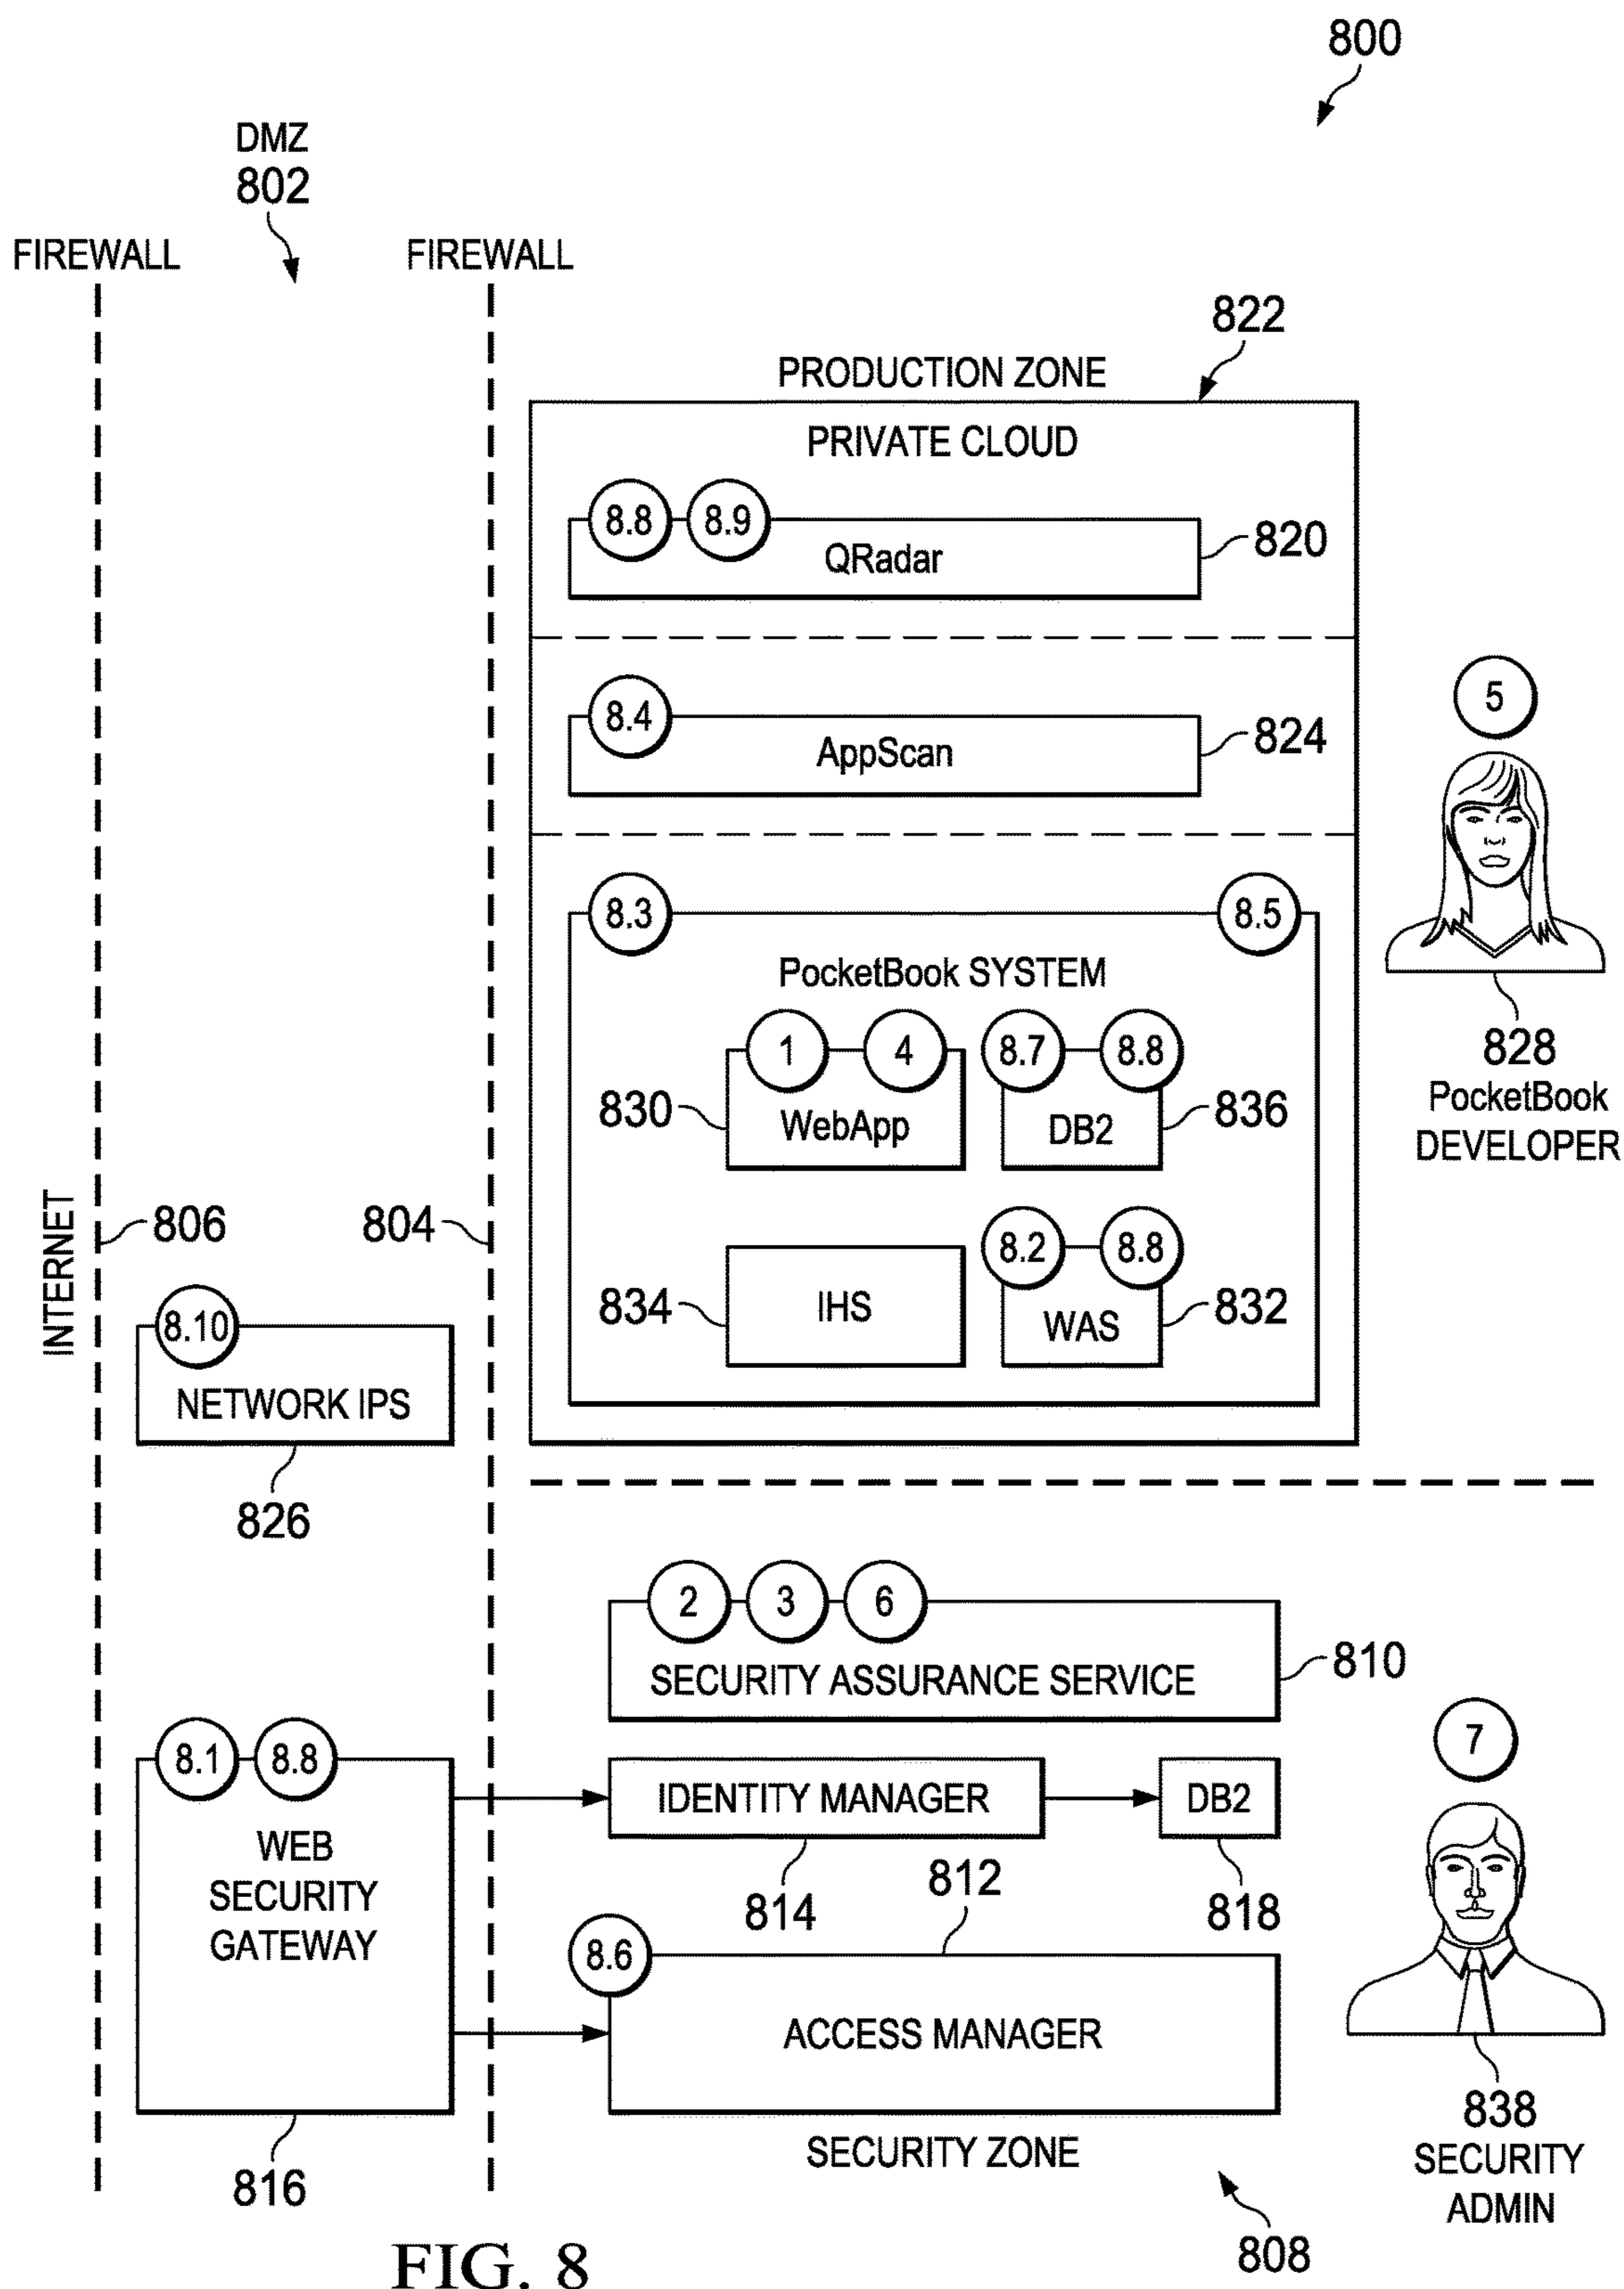 800
DMZ
802
FIREWALL
FIREWALL
822
PRODUCTION ZONE
PRIVATE CLOUD
8.8
8.9
QRadar
820
8.4
AppScan
824
5
828
PocketBook
DEVELOPER
8.3
8.5
PocketBook SYSTEM
1
4
WebApp
830
8.7
8.8
DB2
836
IHS
834
8.2
8.8
WAS
832
INTERNET
806
804
8.10
NETWORK IPS
826
2
3
6
SECURITY ASSURANCE SERVICE
810
8.1
8.8
WEB
SECURITY
GATEWAY
816
IDENTITY MANAGER
814
DB2
818
812
8.6
ACCESS MANAGER
SECURITY ZONE
808
7
838
SECURITY
ADMIN
FIG. 8